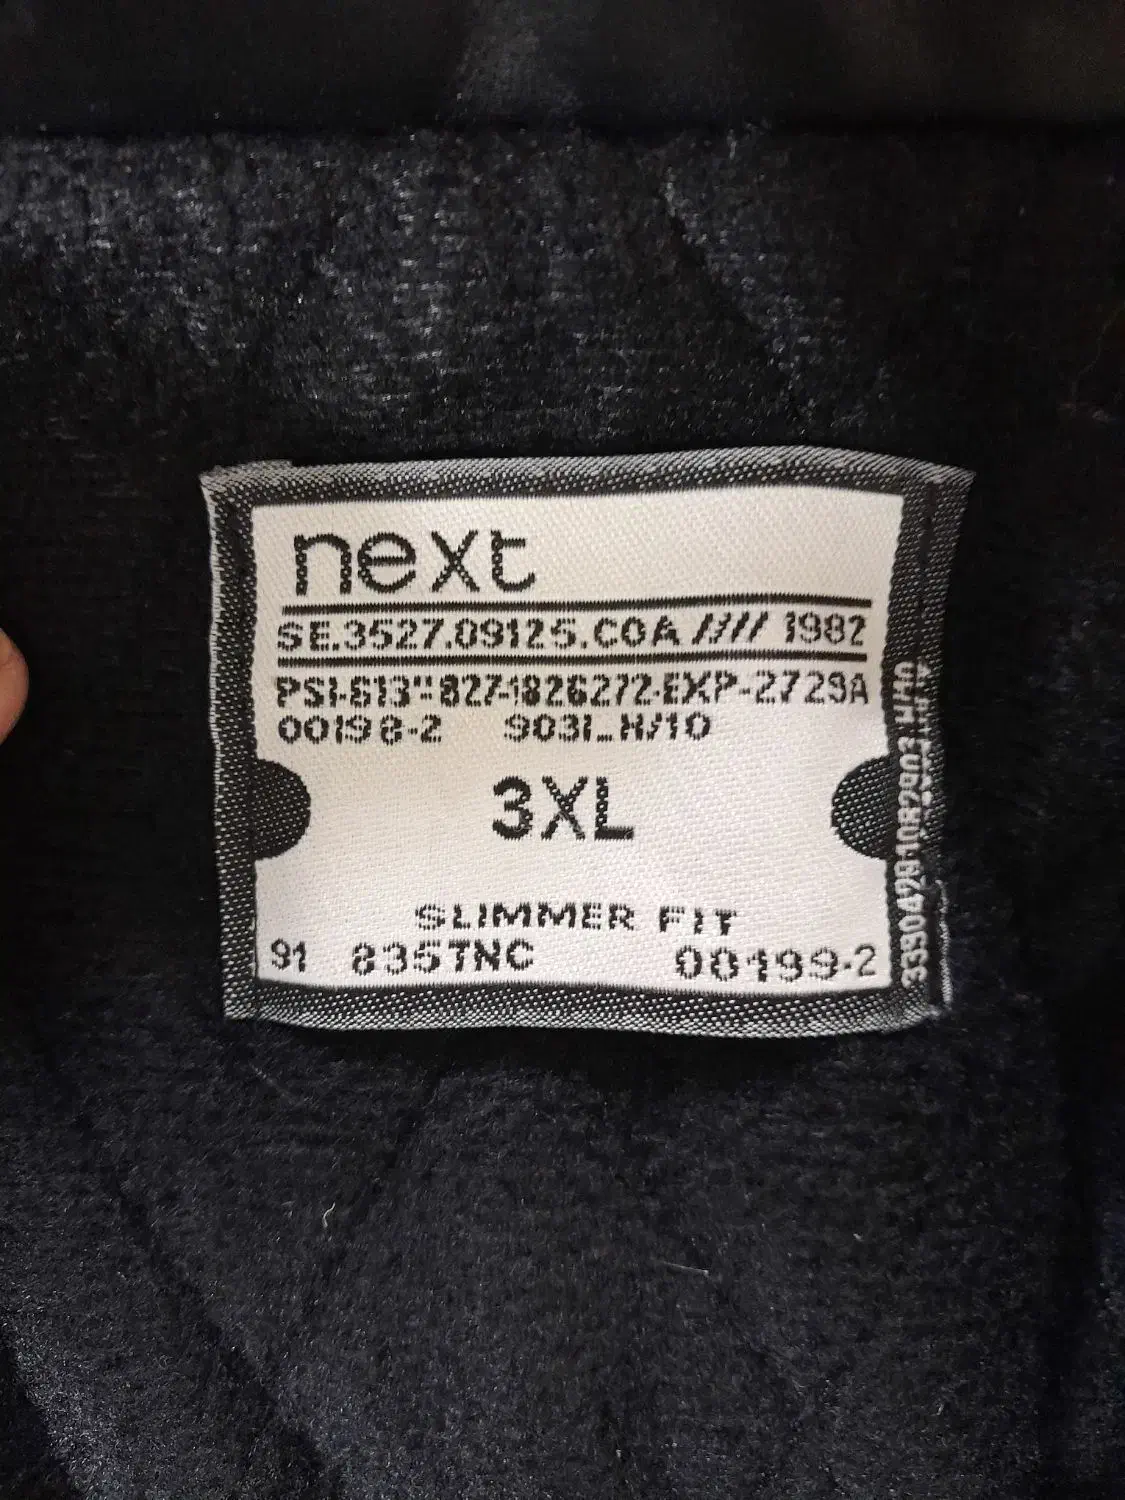 next
SE.3527.09125.COA //// 1982
PSI-613"-827-1826272-EXP-2729A
00198-2 903L_H/10
3XL
SLIMMER FIT
91 835TNC 00199-2